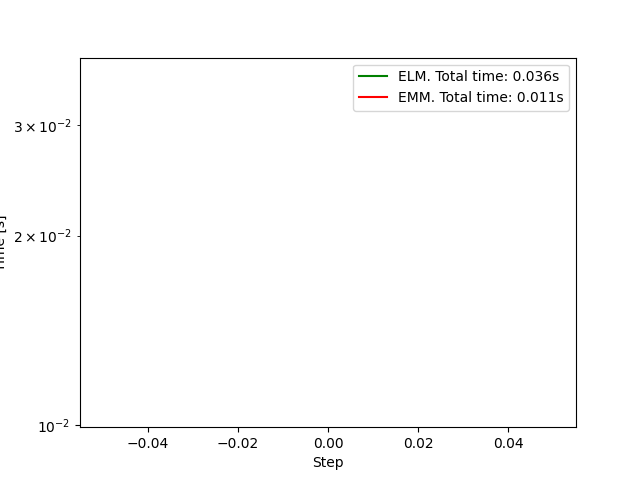 ELM. Total time: 0.036s
EMM. Total time: 0.011s
3 × 10⁻²
2 × 10⁻²
10⁻²
[s]
−0.04 −0.02 0.00 0.02 0.04
Step